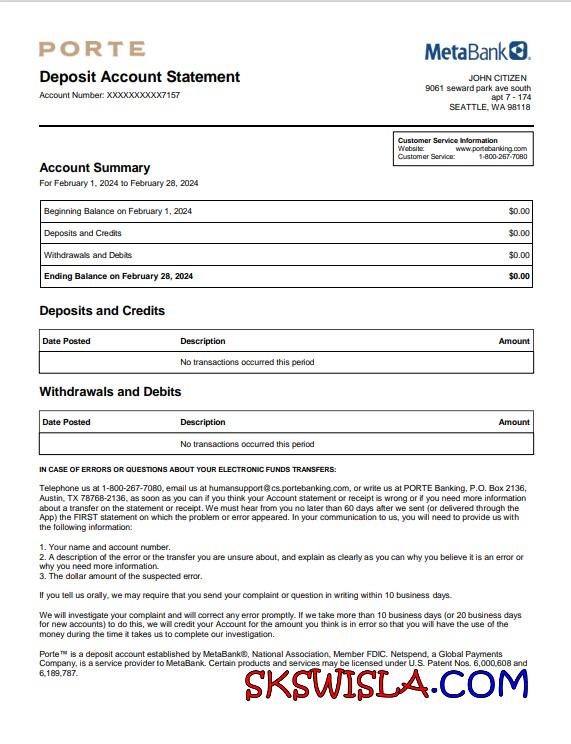 PORTE
MetaBank®
Deposit Account Statement
Account Number: XXXXXXXXXX7157
JOHN CITIZEN
9061 seward park ave south
apt 7 - 174
SEATTLE, WA 98118
Customer Service Information
Website: www.portebanking.com
Customer Service: 1-800-267-7080
Account Summary
For February 1, 2024 to February 28, 2024
Beginning Balance on February 1, 2024 $0.00
Deposits and Credits $0.00
Withdrawals and Debits $0.00
Ending Balance on February 28, 2024 $0.00
Deposits and Credits
Date Posted Description Amount
No transactions occurred this period
Withdrawals and Debits
Date Posted Description Amount
No transactions occurred this period
IN CASE OF ERRORS OR QUESTIONS ABOUT YOUR ELECTRONIC FUNDS TRANSFERS:
Telephone us at 1-800-267-7080, email us at humansupport@cs.portebanking.com, or write us at PORTE Banking, P.O. Box 2136,
Austin, TX 78768-2136, as soon as you can if you think your Account statement or receipt is wrong or if you need more information
about a transfer on the statement or receipt. We must hear from you no later than 60 days after we sent (or delivered through the
App) the FIRST statement on which the problem or error appeared. In your communication to us, you will need to provide us with
the following information:
1. Your name and account number.
2. A description of the error or the transfer you are unsure about, and explain as clearly as you can why you believe it is an error or
why you need more information.
3. The dollar amount of the suspected error.
If you tell us orally, we may require that you send your complaint or question in writing within 10 business days.
We will investigate your complaint and will correct any error promptly. If we take more than 10 business days (or 20 business days
for new accounts) to do this, we will credit your Account for the amount you think is in error so that you will have the use of the
money during the time it takes us to complete our investigation.
Porte™ is a deposit account established by MetaBank®, National Association, Member FDIC. Netspend, a Global Payments
Company, is a service provider to MetaBank. Certain products and services may be licensed under U.S. Patent Nos. 6,000,608 and
6,189,787.
SKSWISLA.COM